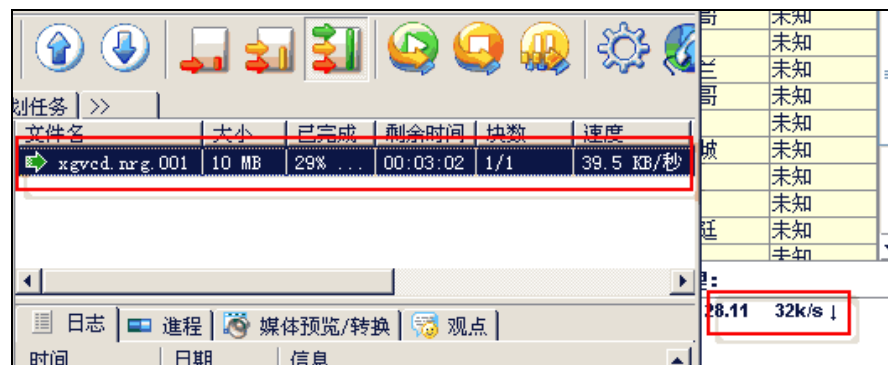 未知
未知
未知
哥 未知
未知
城 未知
未知
未知
廷 未知
划任务 >>
文件名 大小 已完成 剩余时间 块数 速度
xgvcd.nrg.001 10 MB 29% ... 00:03:02 1/1 39.5 KB/秒
28.11 32k/s ↓
日志 進程 媒体预览/转换 观点
时间 日期 信息